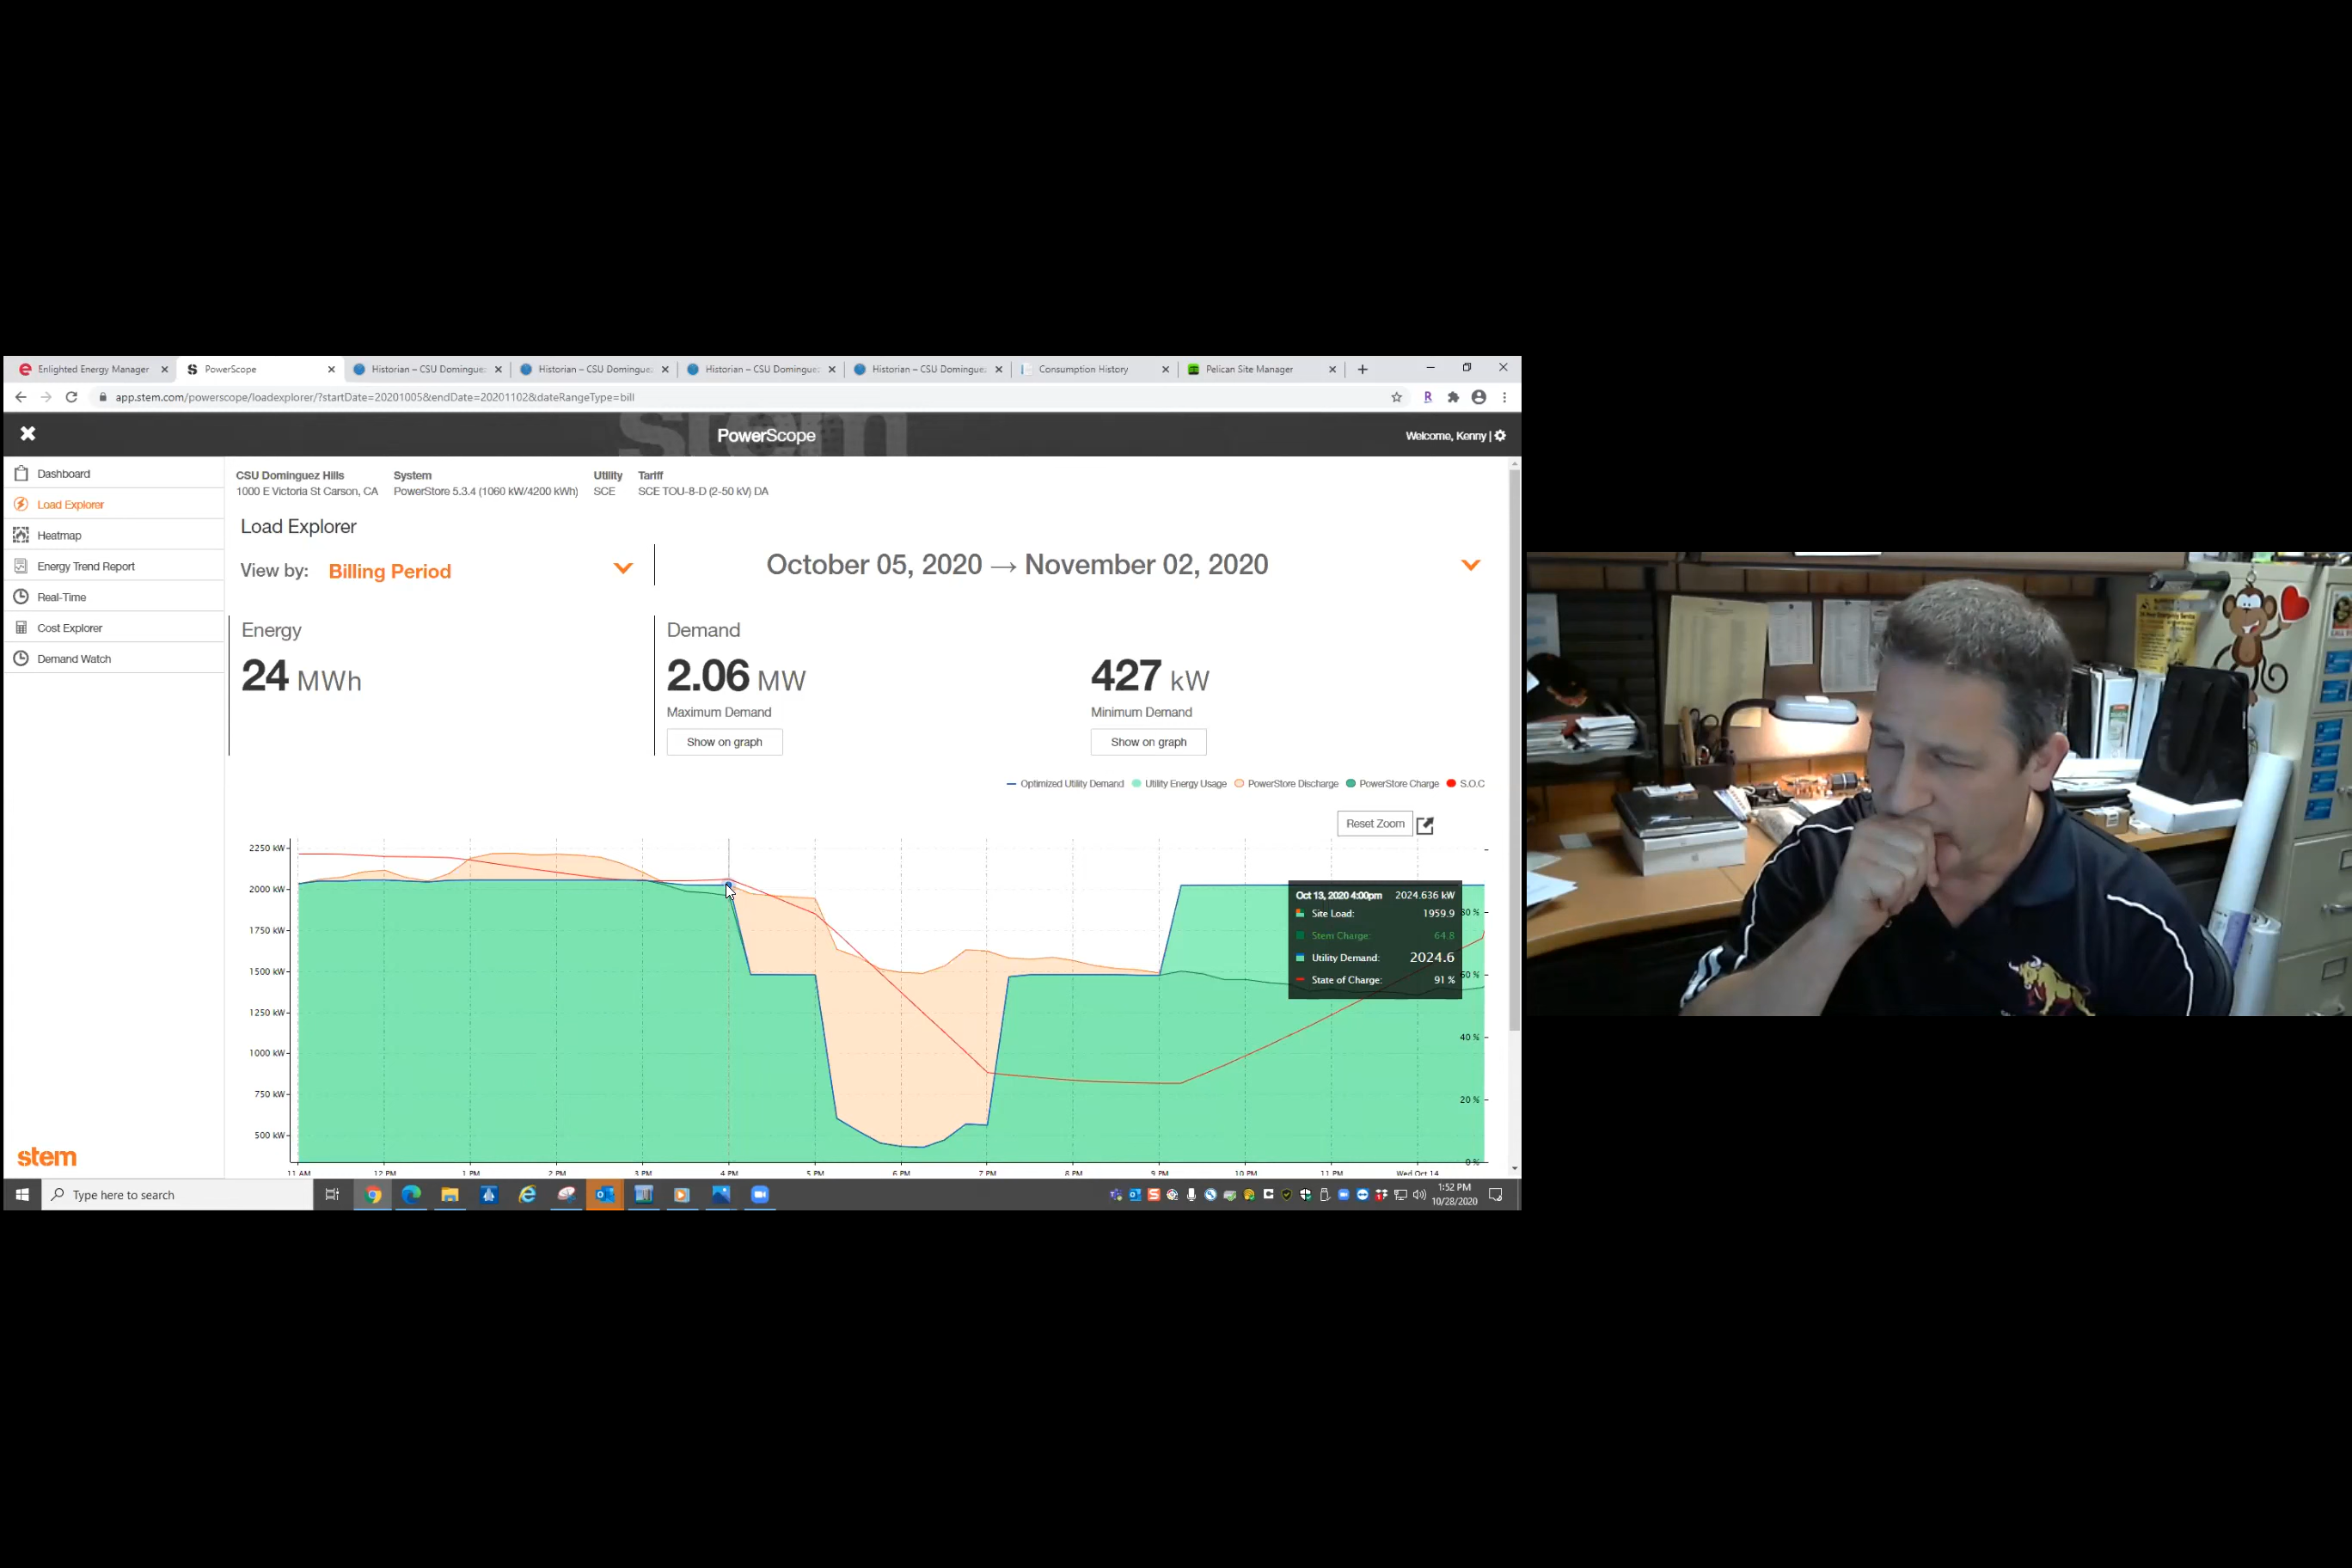 Enlighted Energy Manager
PowerScope
Historian – CSU Domingue
Historian – CSU Domingue
Historian – CSU Domingue
Historian – CSU Domingue
Consumption History
Pelican Site Manager
app.stem.com/powerscope/loadexplorer/?startDate=20201005&endDate=20201102&dateRangeType=bill
stem
PowerScope
Welcome, Kenny |
Dashboard
Load Explorer
Heatmap
Energy Trend Report
Real-Time
Cost Explorer
Demand Watch
stem
CSU Dominguez Hills System Utility Tariff
1000 E Victoria St Carson, CA PowerStore 5.3.4 (1060 kW/4200 kWh) SCE SCE TOU-8-D (2-50 kV) DA
Load Explorer
View by: Billing Period
October 05, 2020 → November 02, 2020
Energy
24 MWh
Demand
2.06 MW
Maximum Demand
Show on graph
427 kW
Minimum Demand
Show on graph
Optimized Utility Demand Utility Energy Usage PowerStore Discharge PowerStore Charge S.O.C
Reset Zoom
2250 kW
2000 kW
1750 kW
1500 kW
1250 kW
1000 kW
750 kW
500 kW
Oct 13, 2020 4:00pm 2024.636 kW
Site Load: 1959.9
Stem Charge: 64.8
Utility Demand: 2024.6
State of Charge: 91 %
80 %
60 %
40 %
20 %
0 %
11 AM 12 PM 1 PM 2 PM 3 PM 4 PM 5 PM 6 PM 7 PM 8 PM 9 PM 10 PM 11 PM Wed Oct 14
Type here to search
1:52 PM
10/28/2020